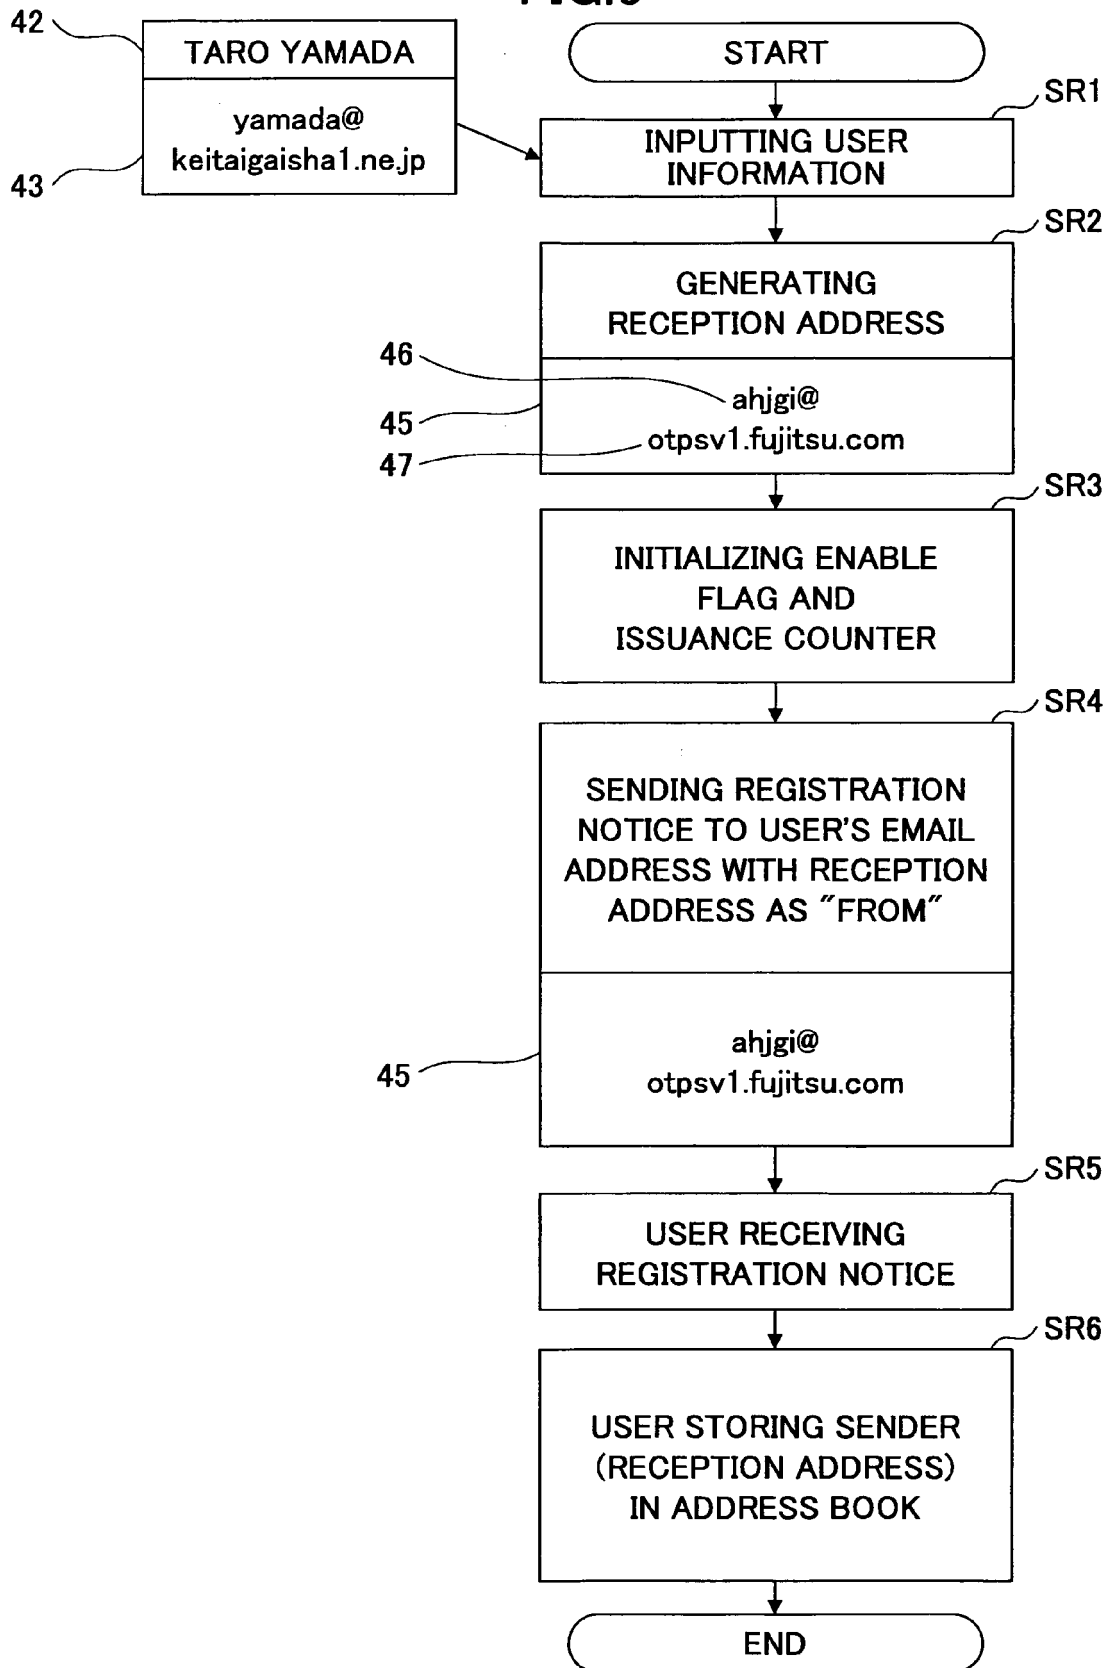 42
TARO YAMADA
yamada@
keitaigaisha1.ne.jp
43
START
SR1
INPUTTING USER
INFORMATION
SR2
GENERATING
RECEPTION ADDRESS
46
45
ahjgi@
otpsv1.fujitsu.com
47
SR3
INITIALIZING ENABLE
FLAG AND
ISSUANCE COUNTER
SR4
SENDING REGISTRATION
NOTICE TO USER'S EMAIL
ADDRESS WITH RECEPTION
ADDRESS AS "FROM"
45
ahjgi@
otpsv1.fujitsu.com
SR5
USER RECEIVING
REGISTRATION NOTICE
SR6
USER STORING SENDER
(RECEPTION ADDRESS)
IN ADDRESS BOOK
END